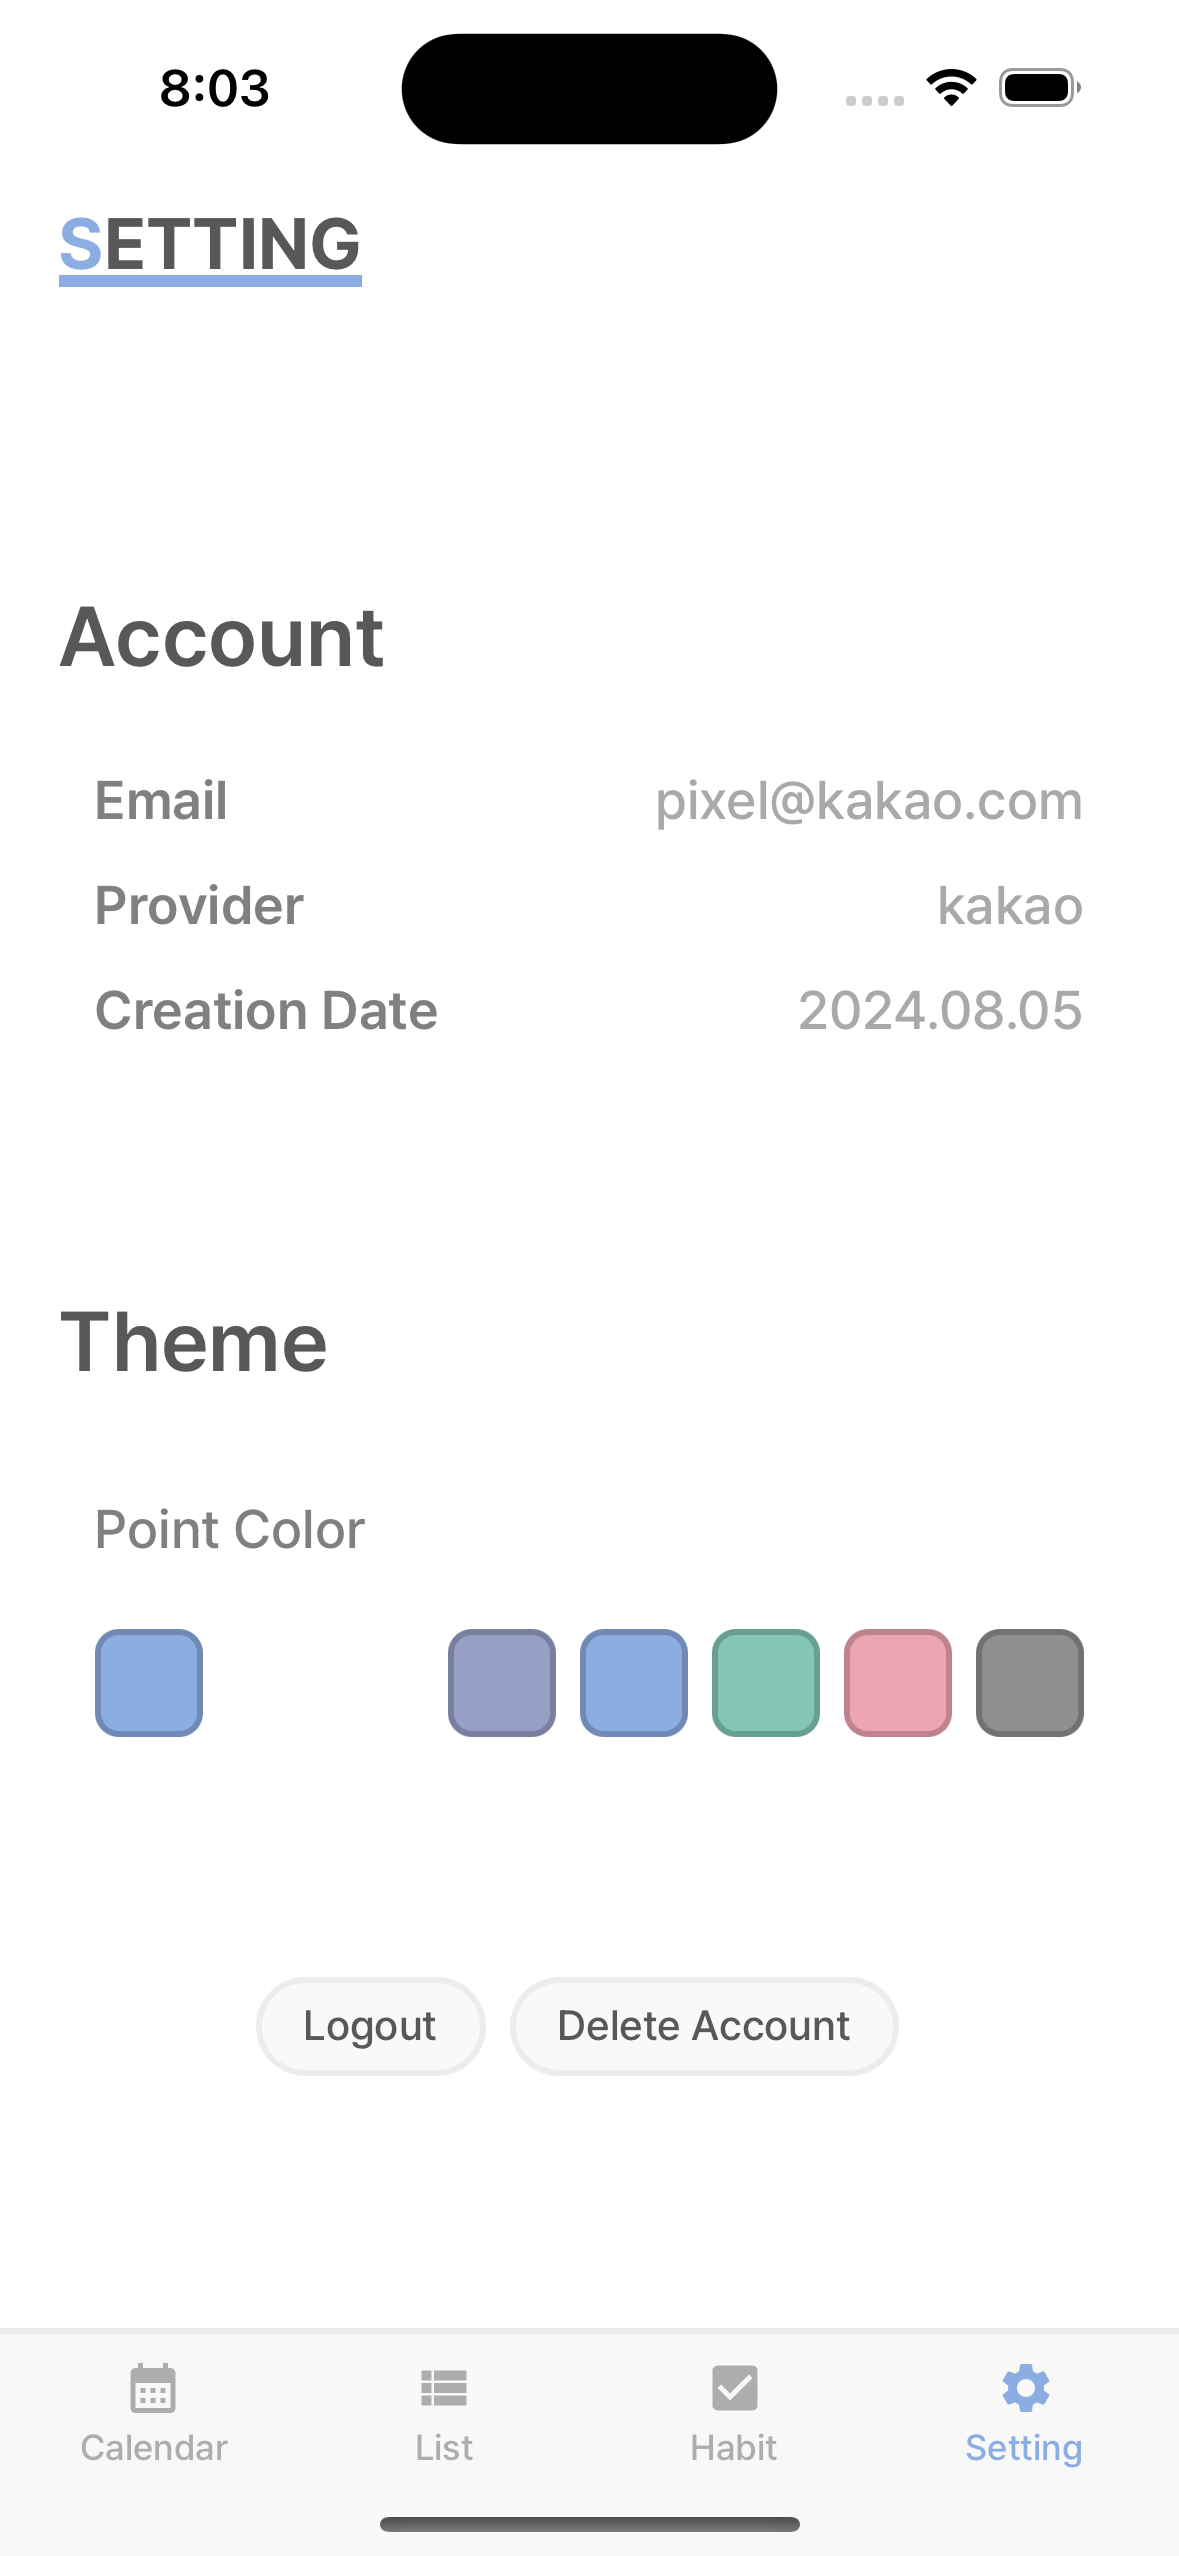 8:03
SETTING
Account
Email pixel@kakao.com
Provider kakao
Creation Date 2024.08.05
Theme
Point Color
Logout Delete Account
Calendar List Habit Setting